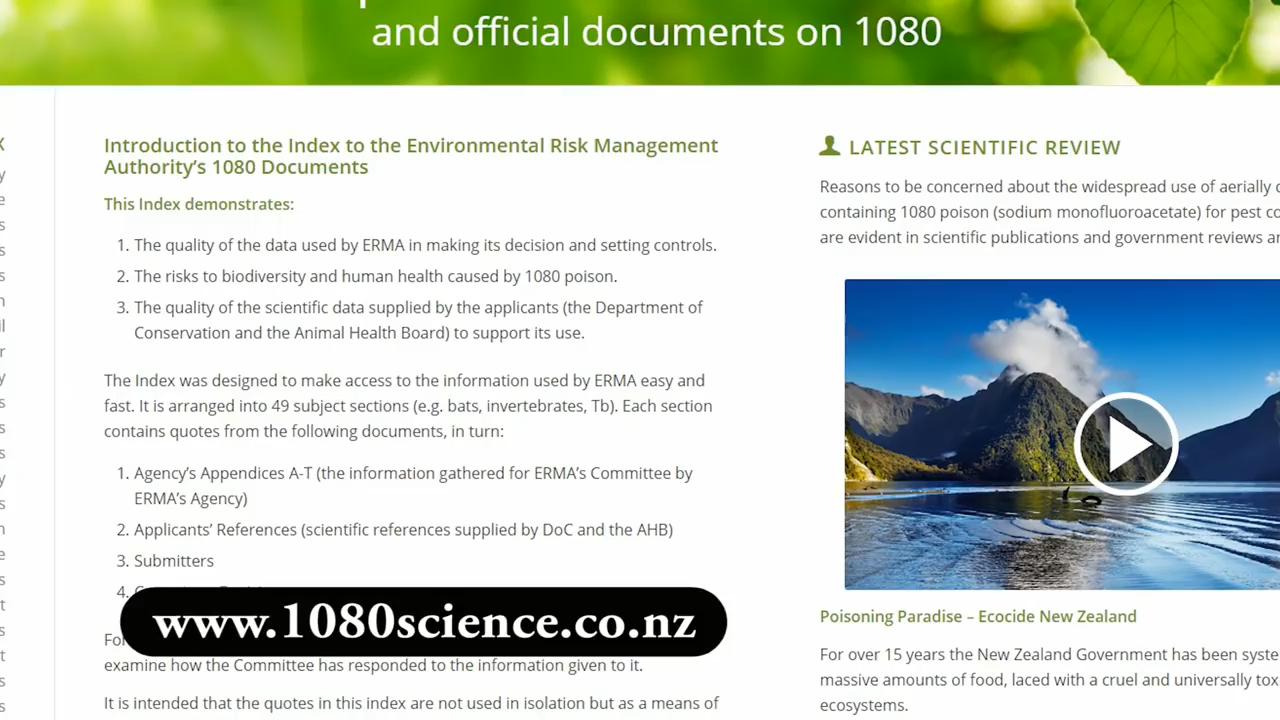 and official documents on 1080
Introduction to the Index to the Environmental Risk Management
Authority's 1080 Documents
This Index demonstrates:
1. The quality of the data used by ERMA in making its decision and setting controls.
2. The risks to biodiversity and human health caused by 1080 poison.
3. The quality of the scientific data supplied by the applicants (the Department of
Conservation and the Animal Health Board) to support its use.
The Index was designed to make access to the information used by ERMA easy and
fast. It is arranged into 49 subject sections (e.g. bats, invertebrates, Tb). Each section
contains quotes from the following documents, in turn:
1. Agency's Appendices A-T (the information gathered for ERMA's Committee by
ERMA's Agency)
2. Applicants' References (scientific references supplied by DoC and the AHB)
3. Submitters
4.
www.1080science.co.nz
examine how the Committee has responded to the information given to it.
It is intended that the quotes in this index are not used in isolation but as a means of
LATEST SCIENTIFIC REVIEW
Reasons to be concerned about the widespread use of aerially
containing 1080 poison (sodium monofluoroacetate) for pest
are evident in scientific publications and government reviews
Poisoning Paradise – Ecocide New Zealand
For over 15 years the New Zealand Government has been
massive amounts of food, laced with a cruel and universally
ecosystems.